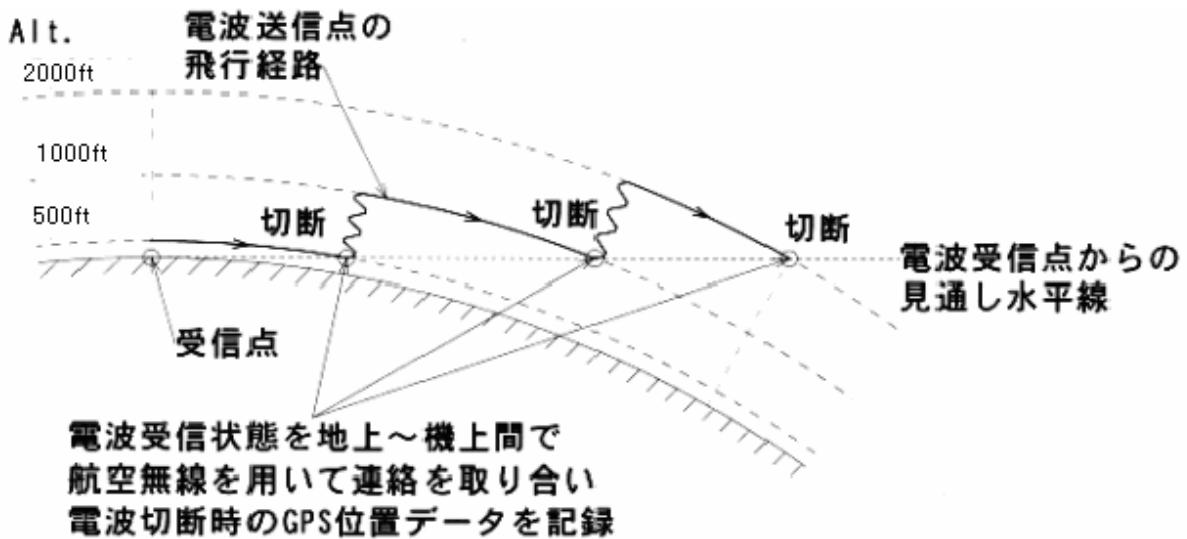 Alt.
電波送信点の
飛行経路
2000ft
1000ft
500ft
切断
切断
切断
電波受信点からの
見通し水平線
受信点
電波受信状態を地上～機上間で
航空無線を用いて連絡を取り合い
電波切断時のGPS位置データを記録